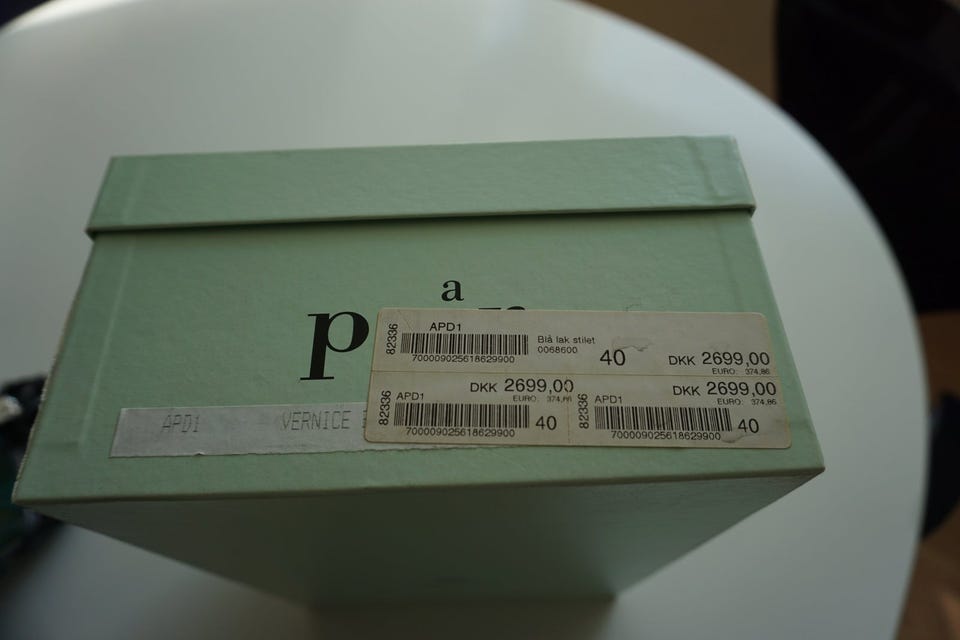 a
p
82336
APD1
700009025618629900
Blå lak stilet
0068600
40
DKK 2699,00
EURO: 374,86
82336
DKK 2699,00
EURO: 374,86
APD1
40
700009025618629900
82336
DKK 2699,00
EURO: 374,86
APD1
40
700009025618629900
APD1 VERNICE